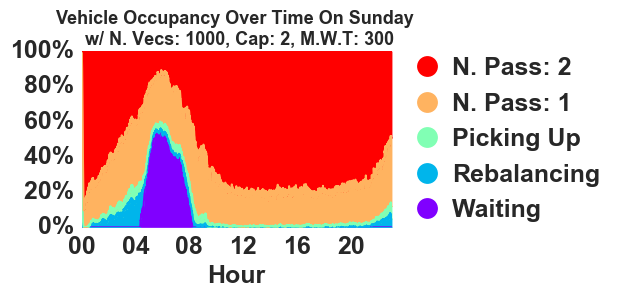 Vehicle Occupancy Over Time On Sunday
w/ N. Vecs: 1000, Cap: 2, M.W.T: 300
100%
80%
60%
40%
20%
0%
00 04 08 12 16 20
Hour
N. Pass: 2
N. Pass: 1
Picking Up
Rebalancing
Waiting